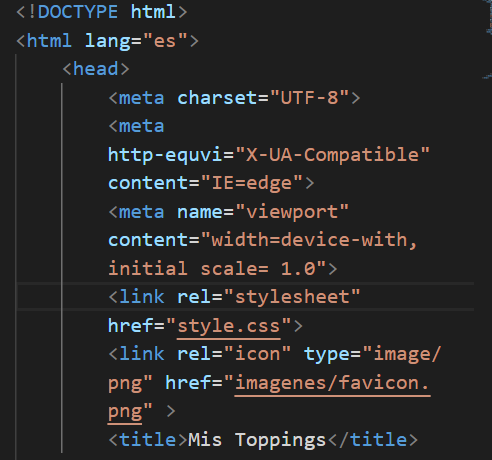 <!DOCTYPE html>
<html lang="es">
<head>
<meta charset="UTF-8">
<meta
http-equvi="X-UA-Compatible"
content="IE=edge">
<meta name="viewport"
content="width=device-with,
initial scale= 1.0">
<link rel="stylesheet"
href="style.css">
<link rel="icon" type="image/
png" href="imagenes/favicon.
png" >
<title>Mis Toppings</title>